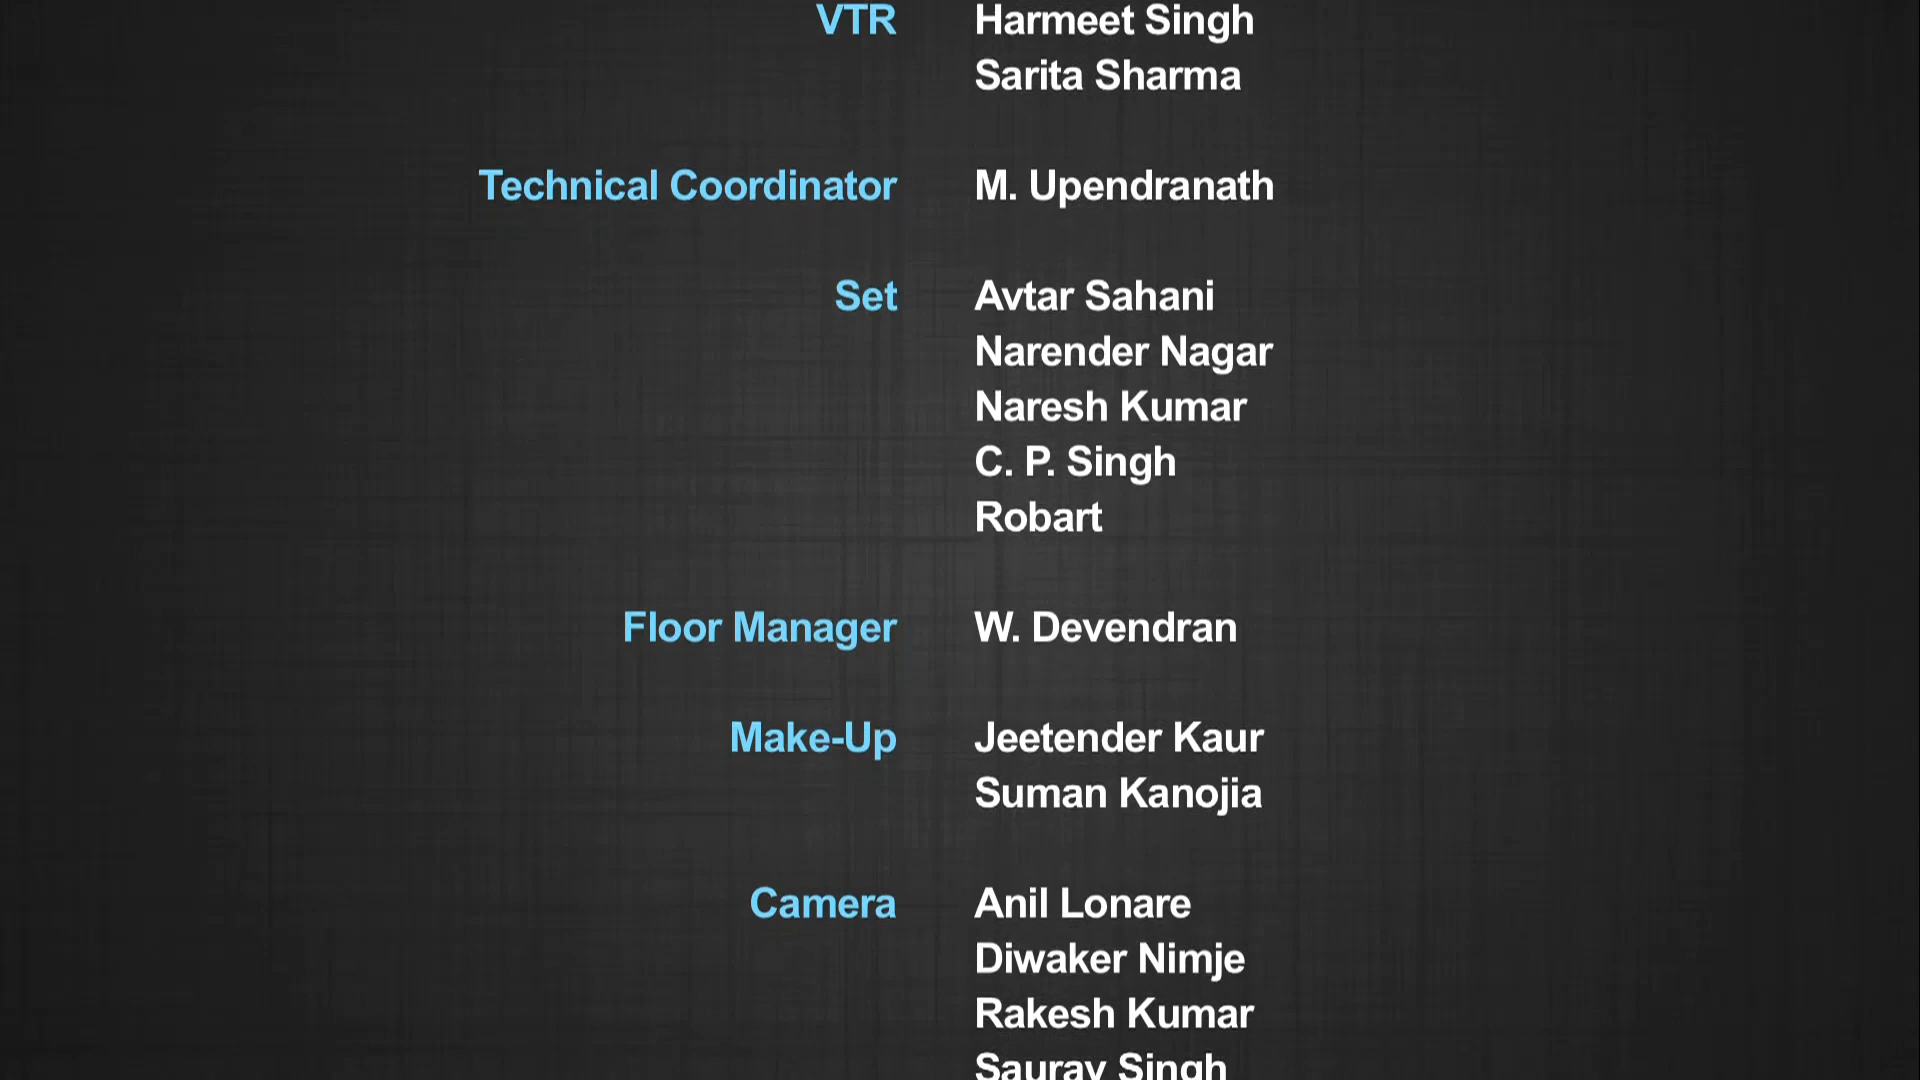 VTR Harmeet Singh
Sarita Sharma
Technical Coordinator M. Upendranath
Set Avtar Sahani
Narender Nagar
Naresh Kumar
C. P. Singh
Robart
Floor Manager W. Devendran
Make-Up Jeetender Kaur
Suman Kanojia
Camera Anil Lonare
Diwaker Nimje
Rakesh Kumar
Saurav Singh